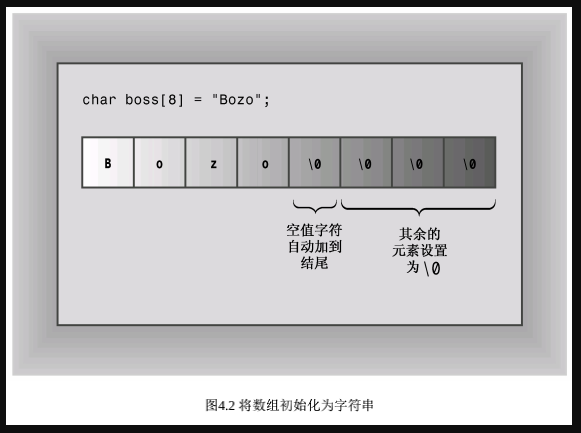 char boss[8] = "Bozo";
B o z o \0 \0 \0 \0
空值字符
自动加到
结尾
其余的
元素设置
为 \0
图4.2 将数组初始化为字符串